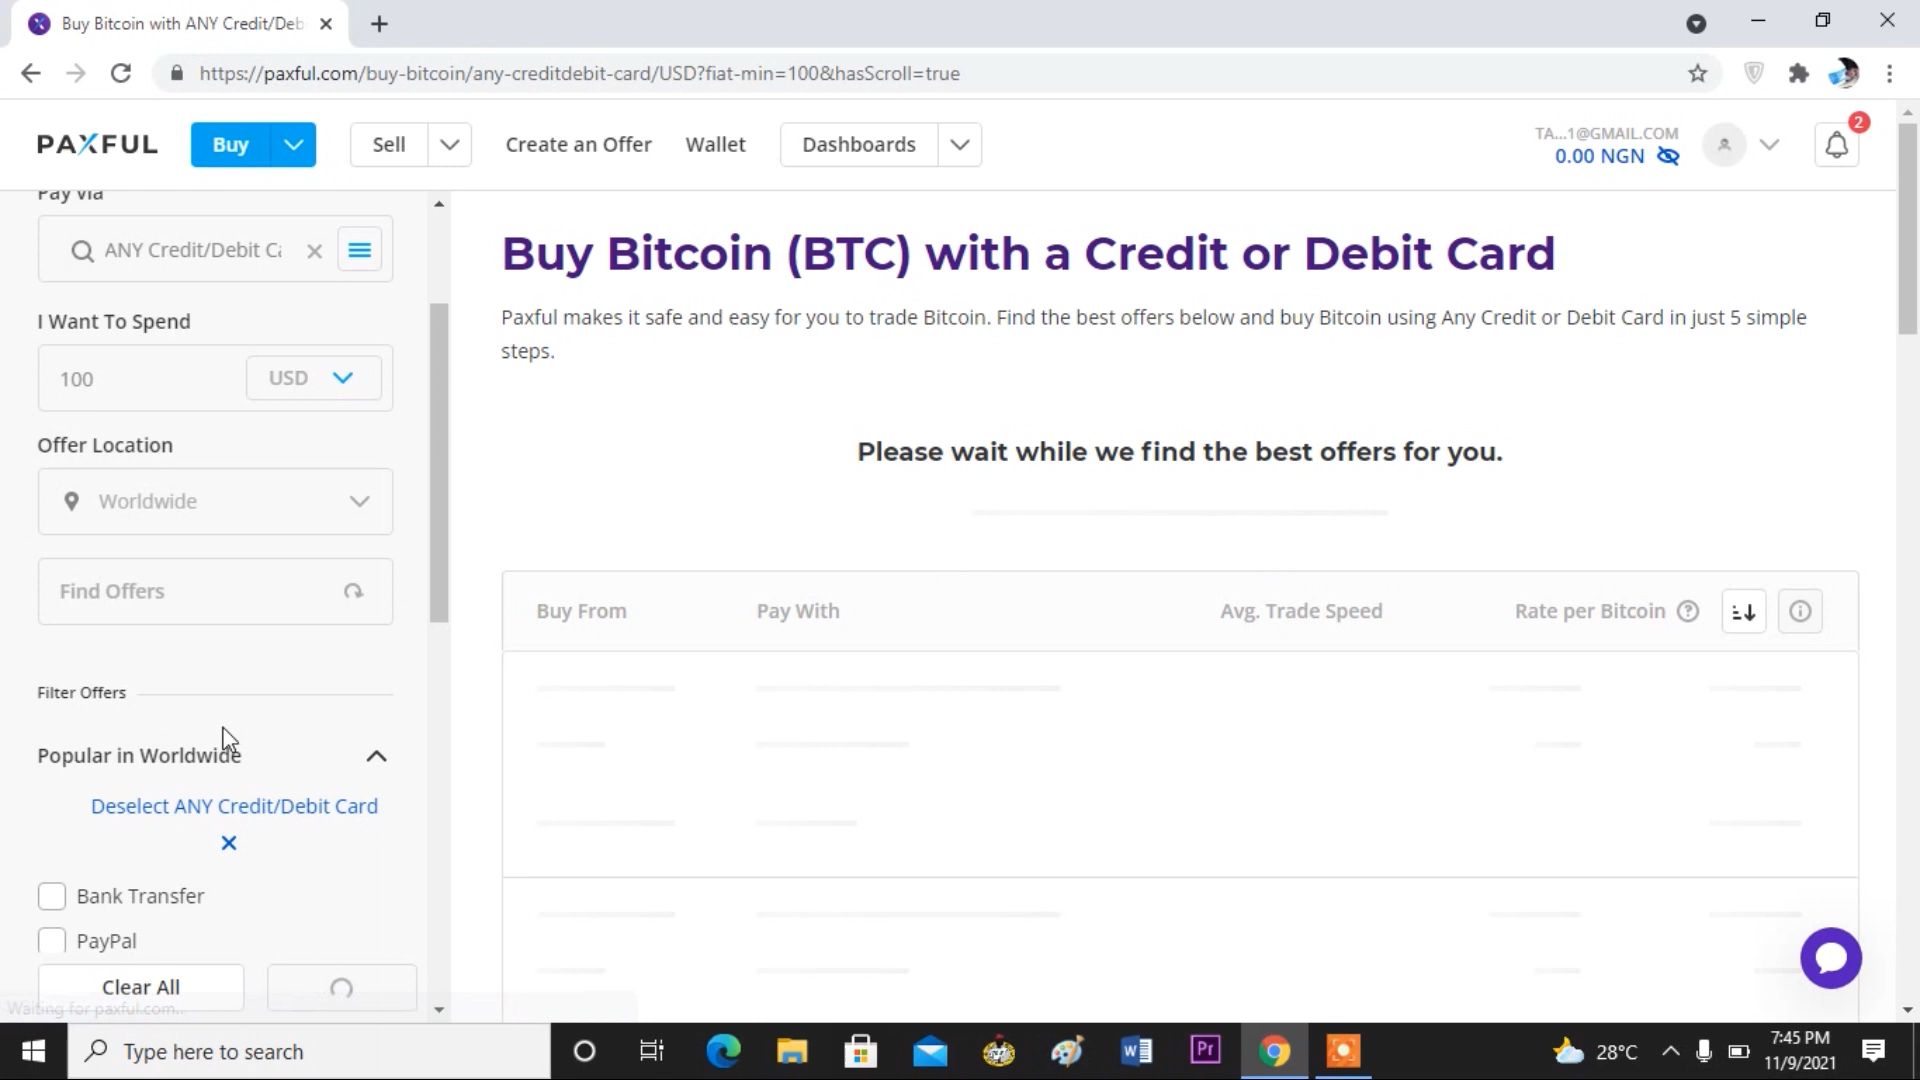 Buy Bitcoin with ANY Credit/Deb
https://paxful.com/buy-bitcoin/any-creditdebit-card/USD?fiat-min=100&hasScroll=true
PAXFUL
Buy
Sell
Create an Offer
Wallet
Dashboards
TA...1@GMAIL.COM
0.00 NGN
2
Pay via
ANY Credit/Debit Ca
I Want To Spend
100
USD
Offer Location
Worldwide
Find Offers
Filter Offers
Popular in Worldwide
Deselect ANY Credit/Debit Card
Bank Transfer
PayPal
Clear All
Waiting for paxful.com...
Buy Bitcoin (BTC) with a Credit or Debit Card
Paxful makes it safe and easy for you to trade Bitcoin. Find the best offers below and buy Bitcoin using Any Credit or Debit Card in just 5 simple
steps.
Please wait while we find the best offers for you.
Buy From
Pay With
Avg. Trade Speed
Rate per Bitcoin
Type here to search
W
Pr
28°C
7:45 PM
11/9/2021